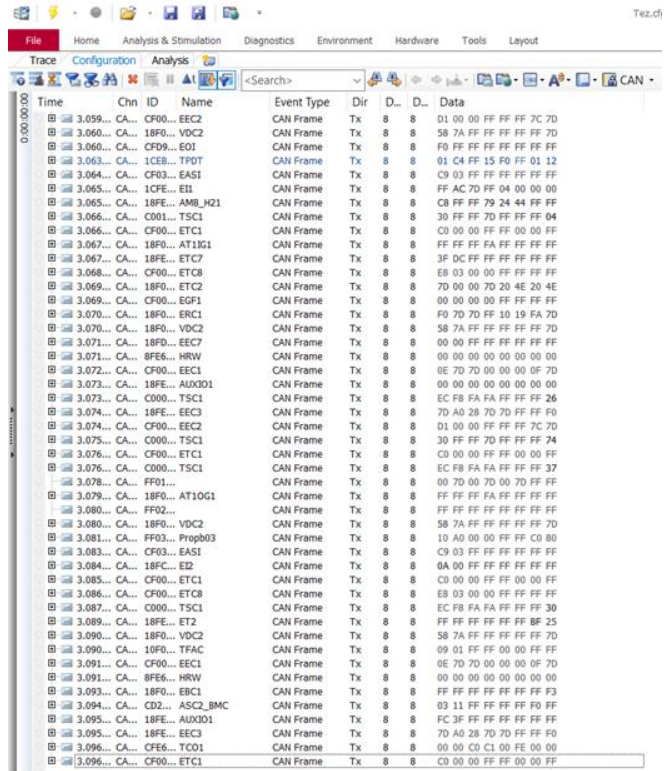 Tez.cf
File Home Analysis & Stimulation Diagnostics Environment Hardware Tools Layout
Trace Configuration Analysis
<Search> CAN
0:00:00:00
Time Chn ID Name Event Type Dir D... D... Data
3.059... CA... CF00... EEC2 CAN Frame Tx 8 8 D1 00 00 FF FF FF 7C 7D
3.060... CA... 18F0... VDC2 CAN Frame Tx 8 8 58 7A FF FF FF FF FF 7D
3.060... CA... CFD9... EOI CAN Frame Tx 8 8 F0 FF FF FF FF FF FF FF
3.063... CA... 1CEB... TPDT CAN Frame Tx 8 8 01 C4 FF 15 F0 FF 01 12
3.064... CA... CF03... EASI CAN Frame Tx 8 8 C9 03 FF FF FF FF FF FF
3.065... CA... 1CFE... EI1 CAN Frame Tx 8 8 FF AC 7D FF 04 00 00 00
3.065... CA... 18FE... AMB_H21 CAN Frame Tx 8 8 C8 FF FF 79 24 44 FF FF
3.066... CA... C001... TSC1 CAN Frame Tx 8 8 30 FF FF 7D FF FF FF 04
3.066... CA... CF00... ETC1 CAN Frame Tx 8 8 C0 00 00 FF FF 00 00 FF
3.067... CA... 18F0... AT1IG1 CAN Frame Tx 8 8 FF FF FF FA FF FF FF FF
3.067... CA... 18FE... ETC7 CAN Frame Tx 8 8 3F DC FF FF FF FF FF FF
3.068... CA... CF00... ETC8 CAN Frame Tx 8 8 E8 03 00 00 FF FF FF FF
3.069... CA... 18F0... ETC2 CAN Frame Tx 8 8 7D 00 00 7D 20 4E 20 4E
3.069... CA... CF00... EGF1 CAN Frame Tx 8 8 00 00 00 00 FF FF FF FF
3.070... CA... 18F0... ERC1 CAN Frame Tx 8 8 F0 7D 7D FF 10 19 FA 7D
3.070... CA... 18F0... VDC2 CAN Frame Tx 8 8 58 7A FF FF FF FF FF 7D
3.071... CA... 18FD... EEC7 CAN Frame Tx 8 8 00 00 FF FF FF FF FF FF
3.071... CA... 8FE6... HRW CAN Frame Tx 8 8 00 00 00 00 00 00 00 00
3.072... CA... CF00... EEC1 CAN Frame Tx 8 8 0E 7D 7D 00 00 00 0F 7D
3.073... CA... 18FE... AUXIO1 CAN Frame Tx 8 8 00 00 00 00 00 00 00 00
3.073... CA... C000... TSC1 CAN Frame Tx 8 8 EC F8 FA FA FF FF FF 26
3.074... CA... 18FE... EEC3 CAN Frame Tx 8 8 7D A0 28 7D 7D FF FF F0
3.074... CA... CF00... EEC2 CAN Frame Tx 8 8 D1 00 00 FF FF FF 7C 7D
3.075... CA... C000... TSC1 CAN Frame Tx 8 8 30 FF FF 7D FF FF FF 74
3.076... CA... CF00... ETC1 CAN Frame Tx 8 8 C0 00 00 FF FF 00 00 FF
3.076... CA... C000... TSC1 CAN Frame Tx 8 8 EC F8 FA FA FF FF FF 37
3.078... CA... FF01... CAN Frame Tx 8 8 00 7D 00 7D 00 7D FF FF
3.079... CA... 18F0... AT1OG1 CAN Frame Tx 8 8 FF FF FF FA FF FF FF FF
3.080... CA... FF02... CAN Frame Tx 8 8 FF FF FF FF FF FF FF FF
3.080... CA... 18F0... VDC2 CAN Frame Tx 8 8 58 7A FF FF FF FF FF 7D
3.081... CA... FF03... Propb03 CAN Frame Tx 8 8 10 A0 00 00 FF FF C0 80
3.083... CA... CF03... EASI CAN Frame Tx 8 8 C9 03 FF FF FF FF FF FF
3.084... CA... 18FC... EI2 CAN Frame Tx 8 8 0A 00 FF FF FF FF FF FF
3.085... CA... CF00... ETC1 CAN Frame Tx 8 8 C0 00 00 FF FF 00 00 FF
3.086... CA... CF00... ETC8 CAN Frame Tx 8 8 E8 03 00 00 FF FF FF FF
3.087... CA... C000... TSC1 CAN Frame Tx 8 8 EC F8 FA FA FF FF FF 30
3.089... CA... 18FE... ET2 CAN Frame Tx 8 8 FF FF FF FF FF FF BF 25
3.090... CA... 18F0... VDC2 CAN Frame Tx 8 8 58 7A FF FF FF FF FF 7D
3.090... CA... 10F0... TFAC CAN Frame Tx 8 8 09 01 FF FF 00 00 FF FF
3.091... CA... CF00... EEC1 CAN Frame Tx 8 8 0E 7D 7D 00 00 00 0F 7D
3.091... CA... 8FE6... HRW CAN Frame Tx 8 8 00 00 00 00 00 00 00 00
3.093... CA... 18F0... EBC1 CAN Frame Tx 8 8 FF FF FF FF FF FF FF F3
3.094... CA... CD2... ASC2_BMC CAN Frame Tx 8 8 03 11 FF FF FF FF F0 FF
3.095... CA... 18FE... AUXIO1 CAN Frame Tx 8 8 FC 3F FF FF FF FF FF FF
3.095... CA... 18FE... EEC3 CAN Frame Tx 8 8 7D A0 28 7D 7D FF FF F0
3.096... CA... CFE6... TCO1 CAN Frame Tx 8 8 00 00 C0 C1 00 FE 00 00
3.096... CA... CF00... ETC1 CAN Frame Tx 8 8 C0 00 00 FF FF 00 00 FF